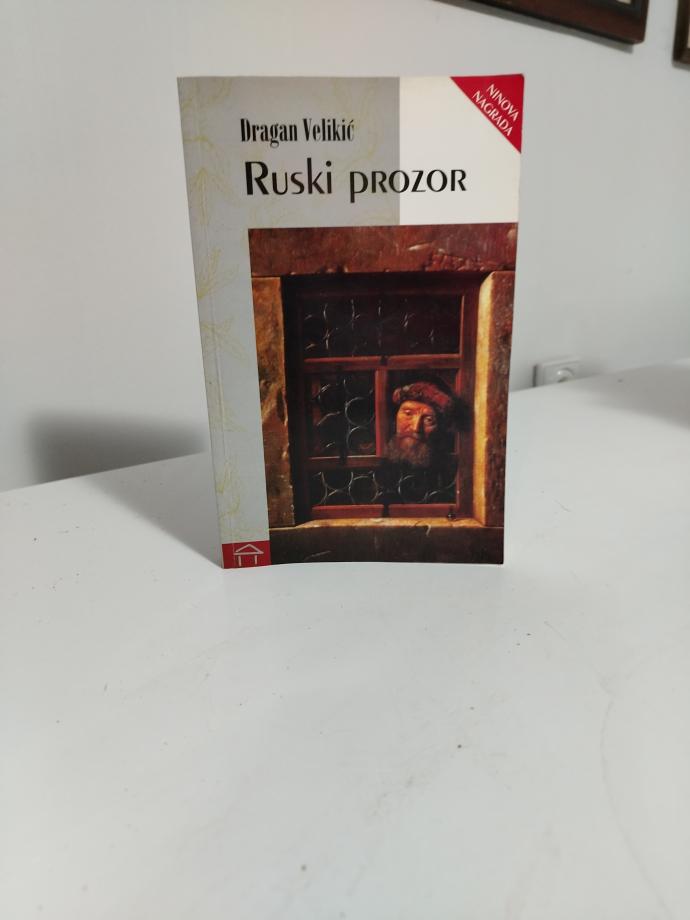 Dragan Velikić
Ruski prozor
NINOVA
NAGRADA